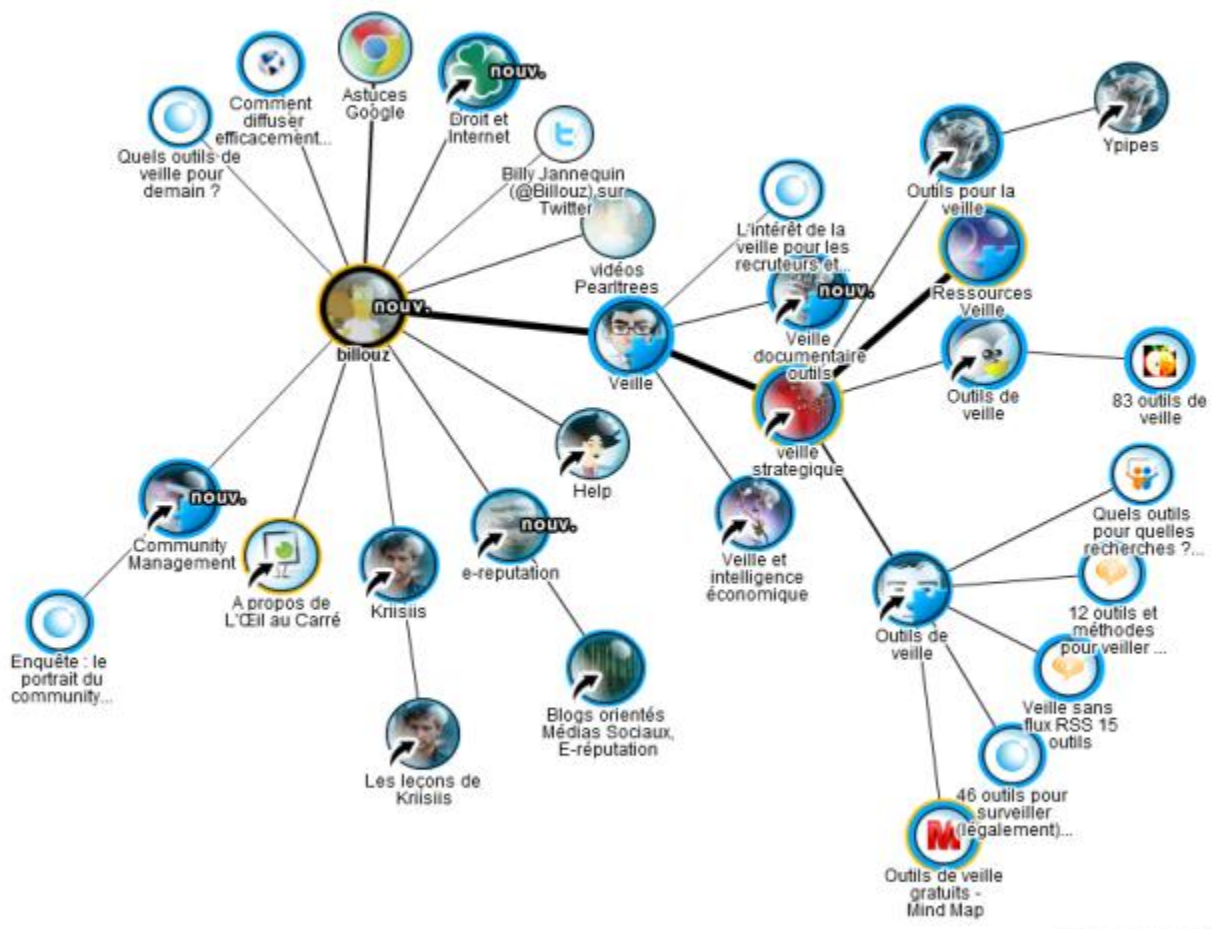 Quels outils de
veille pour
demain ?
Comment
diffuser
efficacement...
Astuces
Google
nouv.
Droit et
Internet
Billy Jannequin
(@Billouz) sur
Twitter
vidéos
Pearltrees
nouv.
billouz
Veille
L'intérêt de la
veille pour les
recruteurs et...
nouv.
Veille
documentaire
outils
Outils pour la
veille
Ypipes
Ressources
Veille
Outils de
veille
83 outils de
veille
veille
strategique
Help
Veille et
intelligence
économique
nouv.
Community
Management
A propos de
L'Œil au Carré
Kriisiis
nouv.
e-reputation
Enquête : le
portrait du
community...
Les leçons de
Kriisiis
Blogs orientés
Médias Sociaux,
E-réputation
Outils de
veille
Quels outils
pour quelles
recherches ?...
12 outils et
méthodes
pour veiller ...
Veille sans
flux RSS 15
outils
46 outils pour
surveiller
(légalement)...
Outils de veille
gratuits -
Mind Map